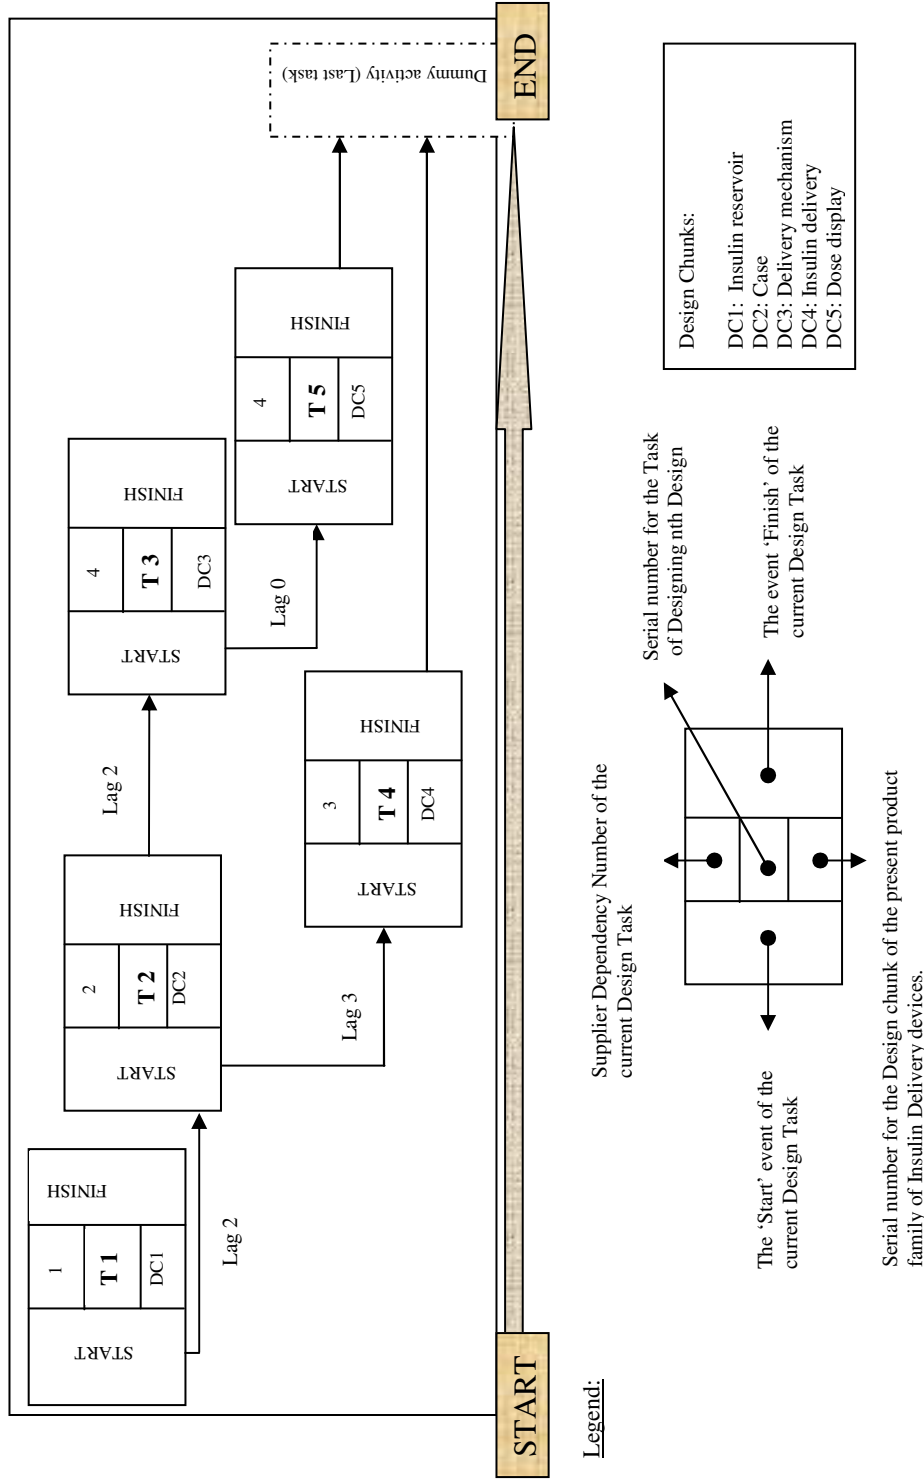 START
1
T 1
DC1
FINISH
Lag 2
START
2
T 2
DC2
FINISH
Lag 2
START
4
T 3
DC3
FINISH
Lag 3
START
3
T 4
DC4
FINISH
Lag 0
START
4
T 5
DC5
FINISH
Dummy activity (Last task)
START
END
Legend:
Supplier Dependency Number of the
current Design Task
Serial number for the Task
of Designing nth Design
The ‘Start’ event of the
current Design Task
The event ‘Finish’ of the
current Design Task
Serial number for the Design chunk of the present product
family of Insulin Delivery devices.
Design Chunks:
DC1: Insulin reservoir
DC2: Case
DC3: Delivery mechanism
DC4: Insulin delivery
DC5: Dose display